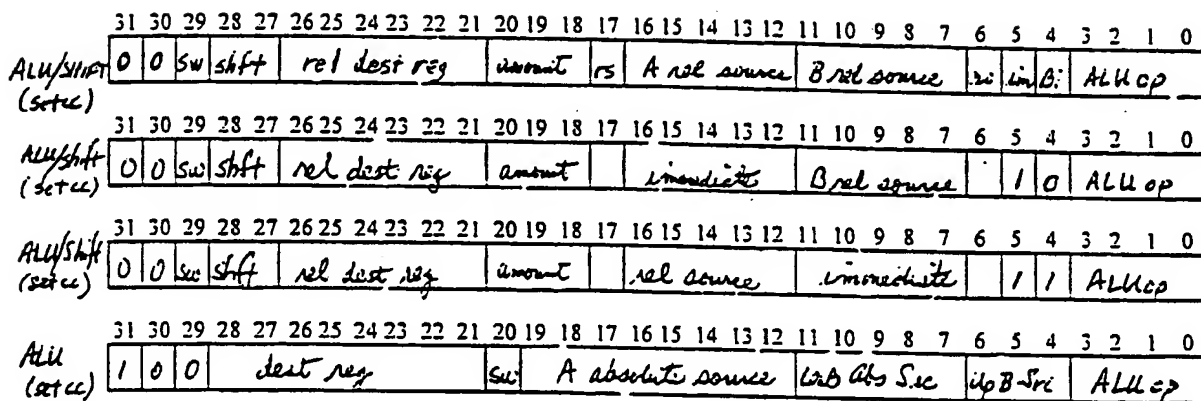 31 30 29 28 27 26 25 24 23 22 21 20 19 18 17 16 15 14 13 12 11 10 9 8 7 6 5 4 3 2 1 0
ALU/SHIFT 0 0 sw shft rel dest reg amount rs A rel source B rel source im Bi ALU op
(setcc)
31 30 29 28 27 26 25 24 23 22 21 20 19 18 17 16 15 14 13 12 11 10 9 8 7 6 5 4 3 2 1 0
ALU/shift 0 0 sw shft rel dest reg amount immediate B rel source 1 0 ALU op
(setcc)
31 30 29 28 27 26 25 24 23 22 21 20 19 18 17 16 15 14 13 12 11 10 9 8 7 6 5 4 3 2 1 0
ALU/Shift 0 0 sw shft rel dest reg amount rel source immediate 1 1 ALU op
(setcc)
31 30 29 28 27 26 25 24 23 22 21 20 19 18 17 16 15 14 13 12 11 10 9 8 7 6 5 4 3 2 1 0
ALU 1 0 0 dest reg sw A absolute source B Abs Src ALU op
(setcc)